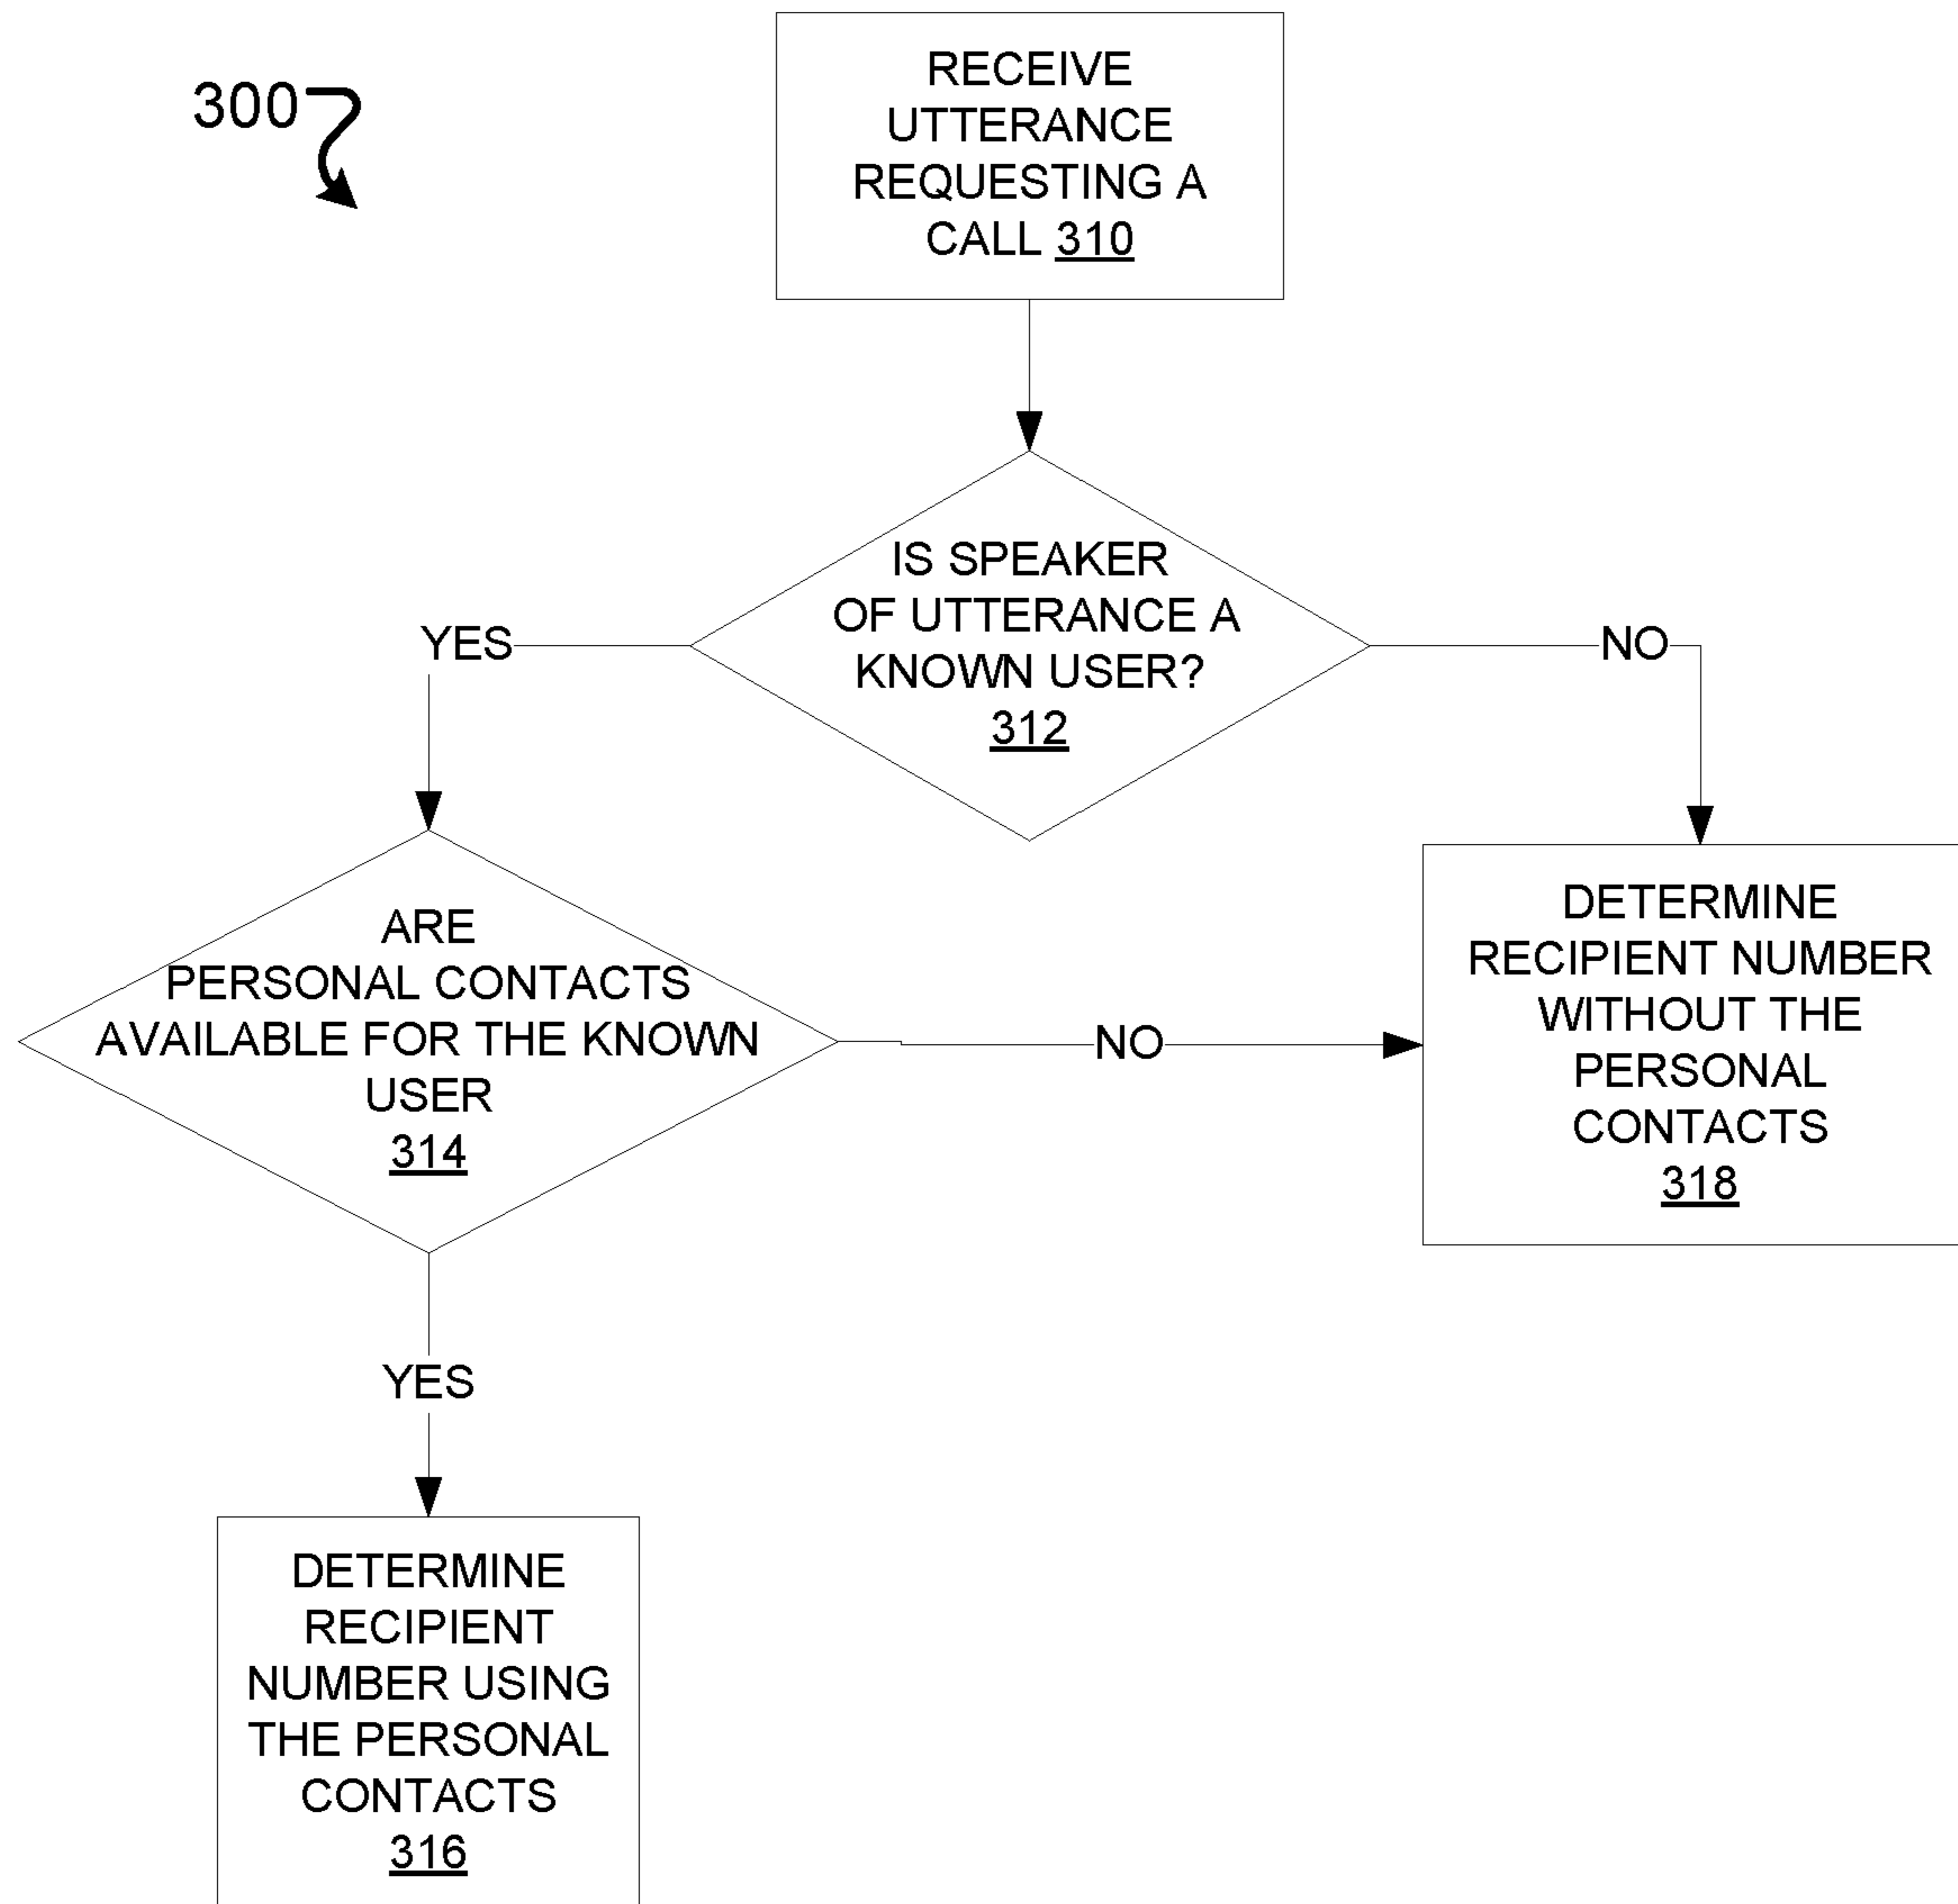 300
RECEIVE
UTTERANCE
REQUESTING A
CALL 310
IS SPEAKER
OF UTTERANCE A
KNOWN USER?
312
YES
NO
ARE
PERSONAL CONTACTS
AVAILABLE FOR THE KNOWN
USER
314
NO
DETERMINE
RECIPIENT NUMBER
WITHOUT THE
PERSONAL
CONTACTS
318
YES
DETERMINE
RECIPIENT
NUMBER USING
THE PERSONAL
CONTACTS
316